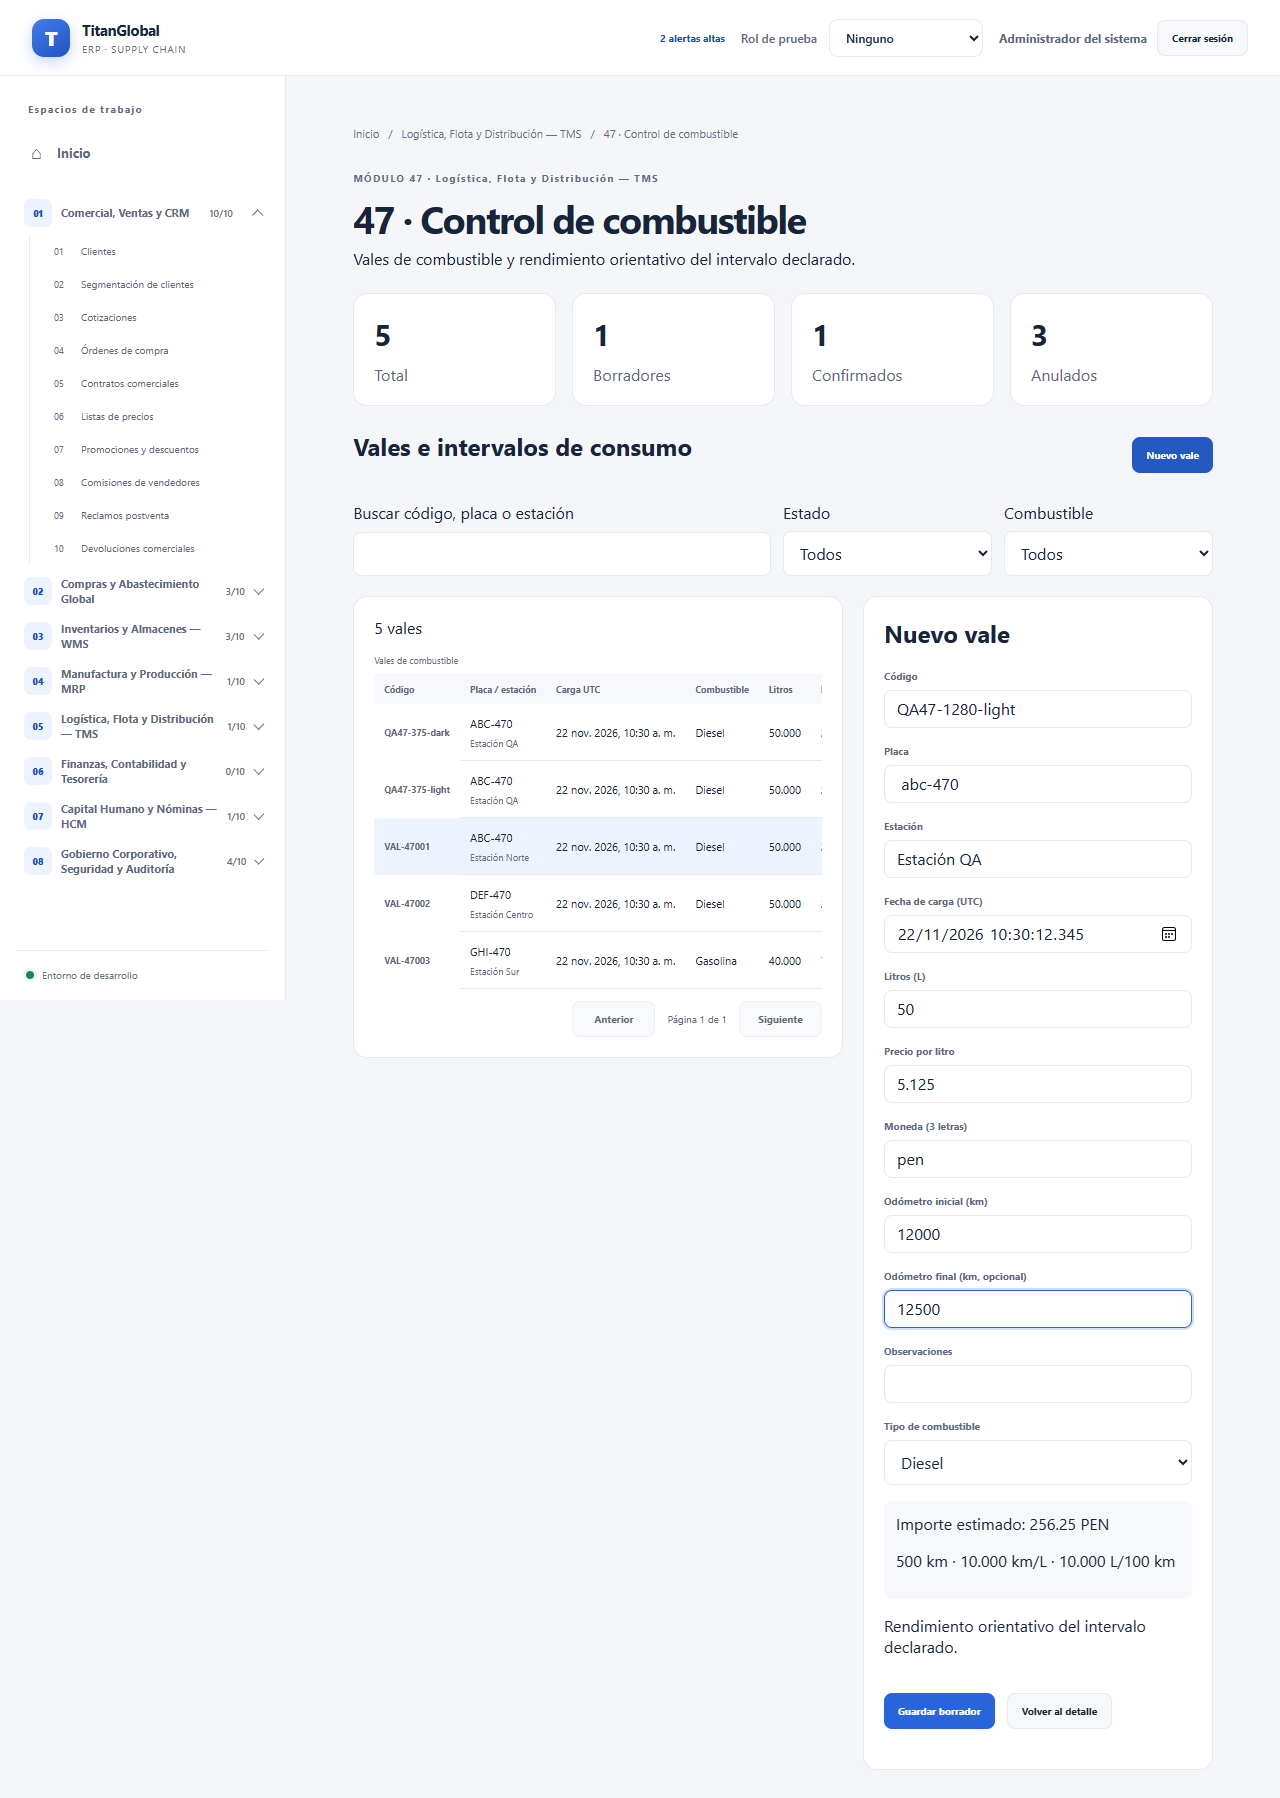 T
TitanGlobal
ERP · SUPPLY CHAIN
2 alertas altas
Rol de prueba
Ninguno
Administrador del sistema
Cerrar sesión
Espacios de trabajo
Inicio
01 Comercial, Ventas y CRM 10/10
01 Clientes
02 Segmentación de clientes
03 Cotizaciones
04 Órdenes de compra
05 Contratos comerciales
06 Listas de precios
07 Promociones y descuentos
08 Comisiones de vendedores
09 Reclamos postventa
10 Devoluciones comerciales
02 Compras y Abastecimiento
Global 3/10
03 Inventarios y Almacenes —
WMS 3/10
04 Manufactura y Producción —
MRP 1/10
05 Logística, Flota y Distribución
— TMS 1/10
06 Finanzas, Contabilidad y
Tesorería 0/10
07 Capital Humano y Nóminas —
HCM 1/10
08 Gobierno Corporativo,
Seguridad y Auditoría 4/10
Entorno de desarrollo
Inicio / Logística, Flota y Distribución — TMS / 47 · Control de combustible
MÓDULO 47 · Logística, Flota y Distribución — TMS
47 · Control de combustible
Vales de combustible y rendimiento orientativo del intervalo declarado.
5
Total
1
Borradores
1
Confirmados
3
Anulados
Vales e intervalos de consumo
Nuevo vale
Buscar código, placa o estación
Estado
Todos
Combustible
Todos
5 vales
Vales de combustible
Código Placa / estación Carga UTC Combustible Litros
QA47-375-dark ABC-470 22 nov. 2026, 10:30 a. m. Diesel 50.000
Estación QA
QA47-375-light ABC-470 22 nov. 2026, 10:30 a. m. Diesel 50.000
Estación QA
VAL-47001 ABC-470 22 nov. 2026, 10:30 a. m. Diesel 50.000
Estación Norte
VAL-47002 DEF-470 22 nov. 2026, 10:30 a. m. Diesel 50.000
Estación Centro
VAL-47003 GHI-470 22 nov. 2026, 10:30 a. m. Gasolina 40.000
Estación Sur
Anterior Página 1 de 1 Siguiente
Nuevo vale
Código
QA47-1280-light
Placa
abc-470
Estación
Estación QA
Fecha de carga (UTC)
22/11/2026 10:30:12.345
Litros (L)
50
Precio por litro
5.125
Moneda (3 letras)
pen
Odómetro inicial (km)
12000
Odómetro final (km, opcional)
12500
Observaciones
Tipo de combustible
Diesel
Importe estimado: 256.25 PEN
500 km · 10.000 km/L · 10.000 L/100 km
Rendimiento orientativo del intervalo
declarado.
Guardar borrador
Volver al detalle